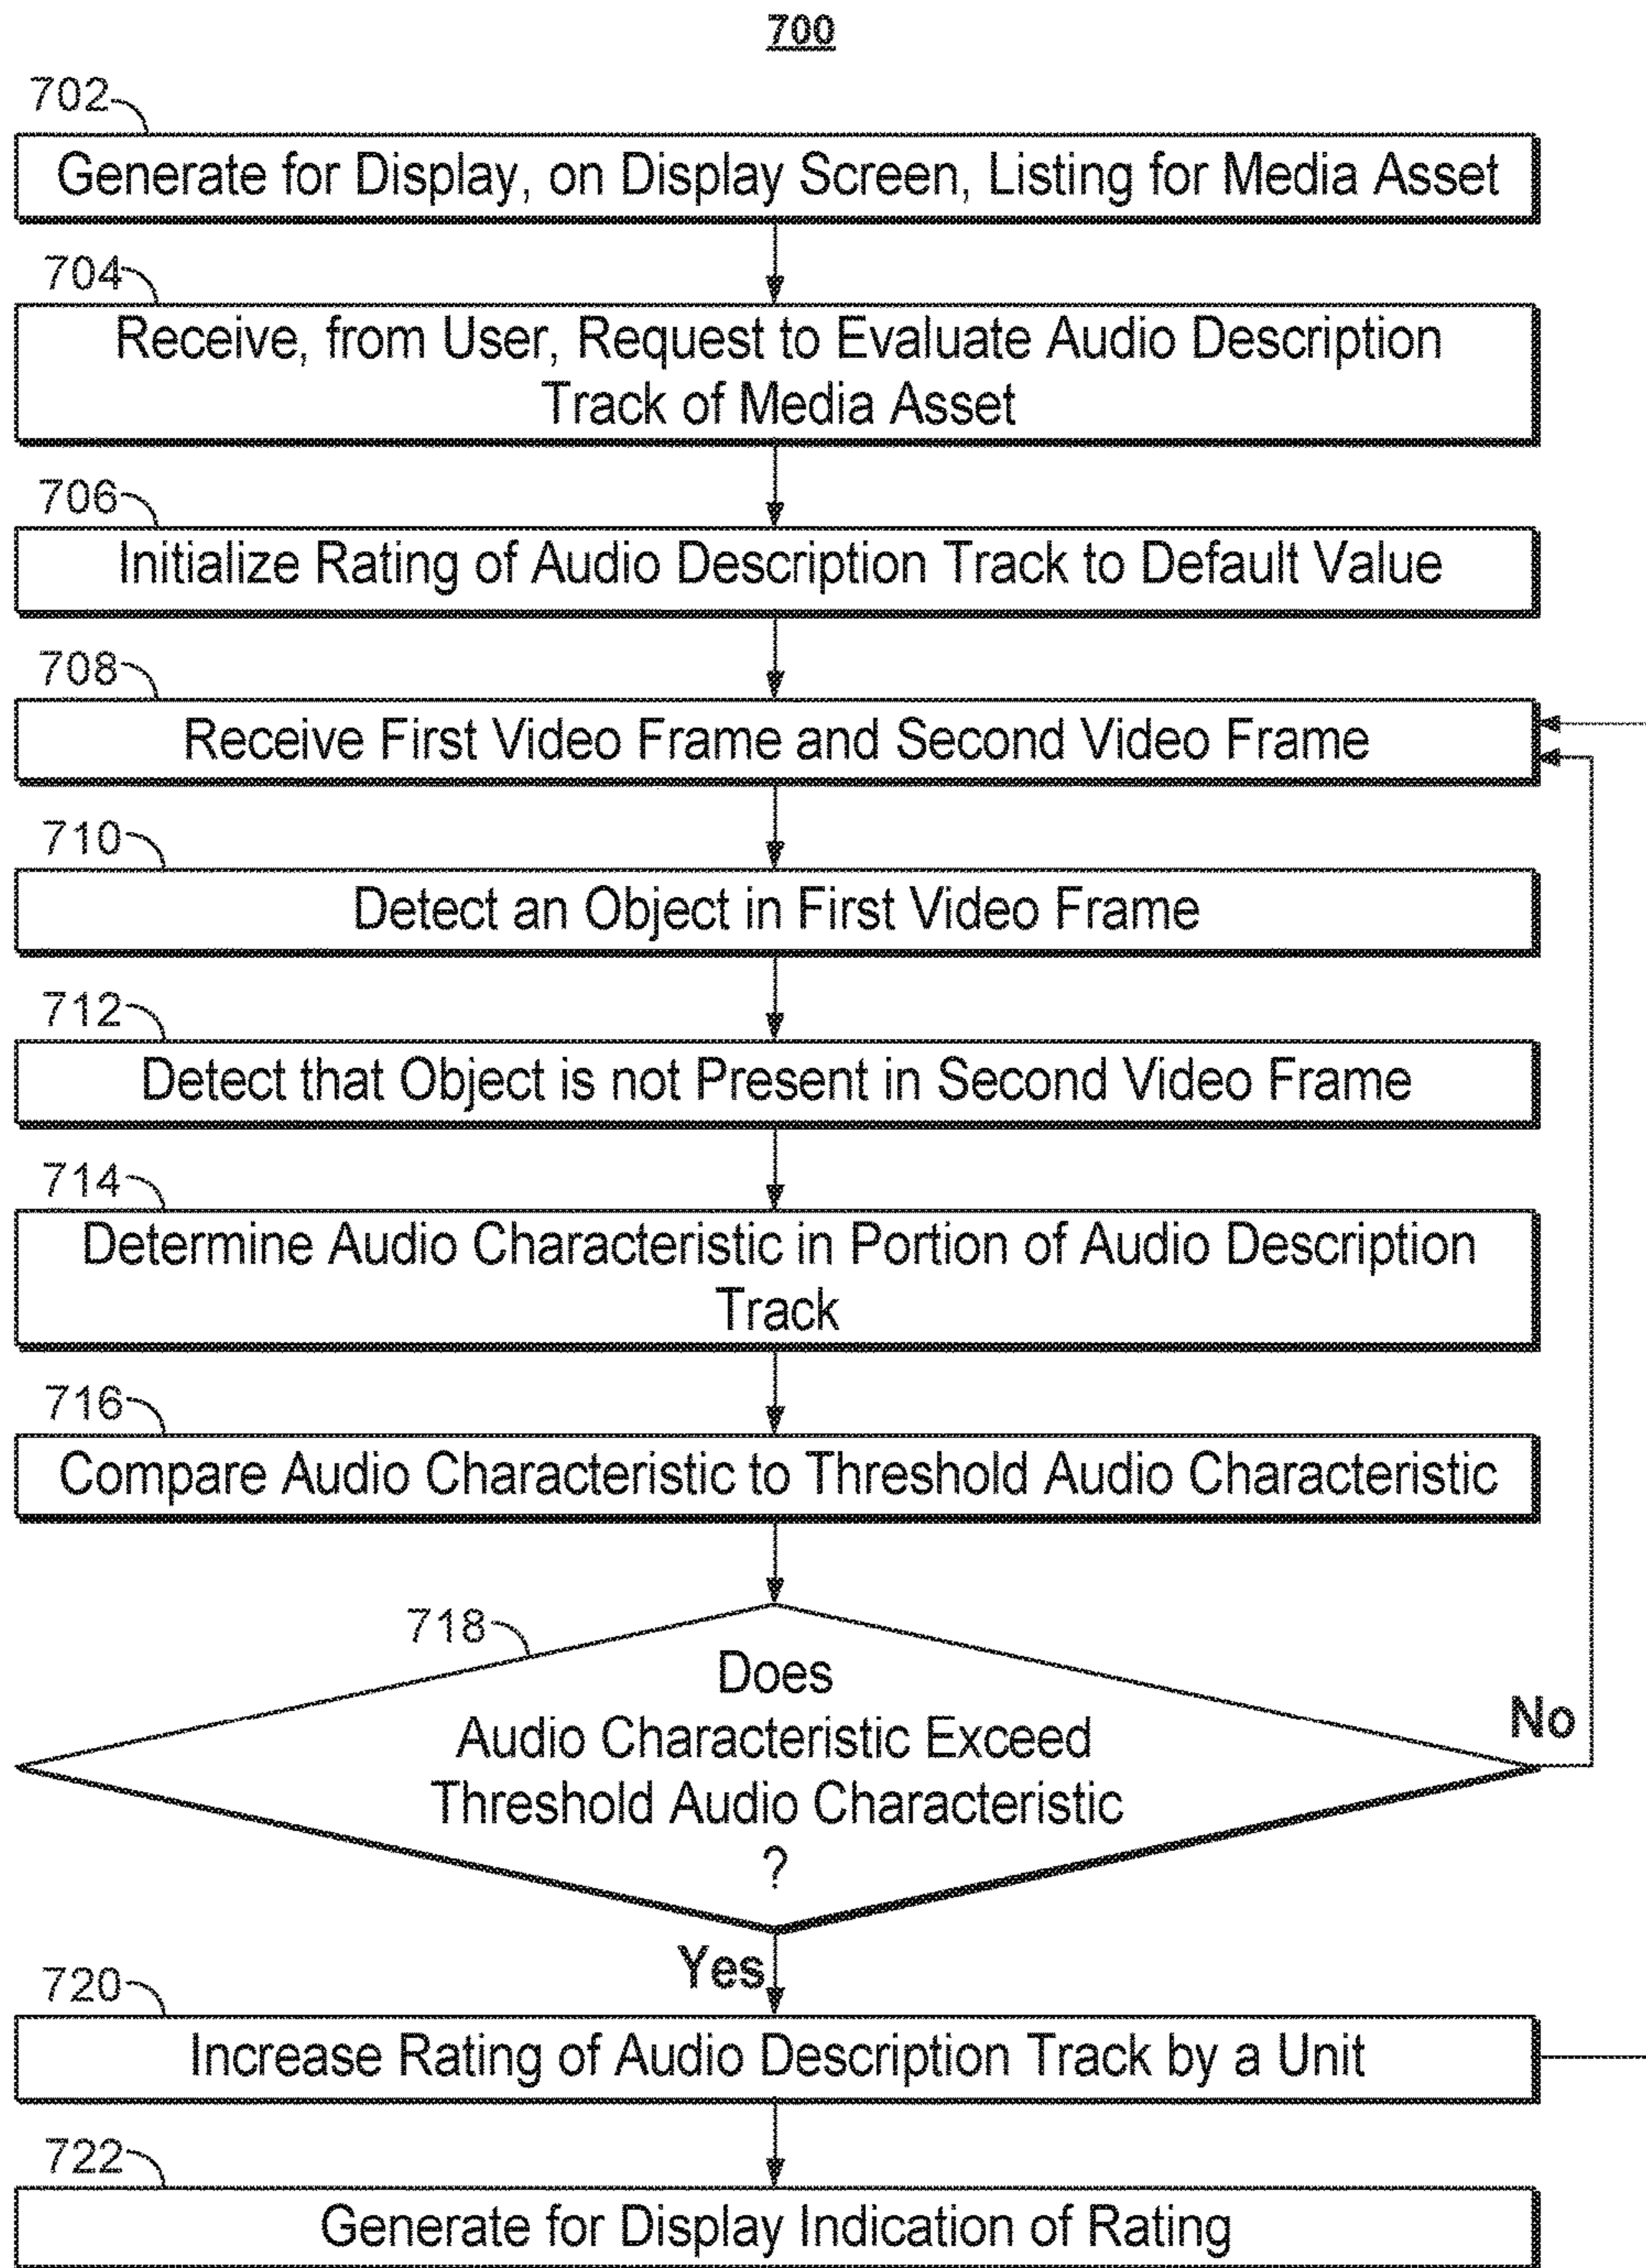 700
702
Generate for Display, on Display Screen, Listing for Media Asset
704
Receive, from User, Request to Evaluate Audio Description
Track of Media Asset
706
Initialize Rating of Audio Description Track to Default Value
708
Receive First Video Frame and Second Video Frame
710
Detect an Object in First Video Frame
712
Detect that Object is not Present in Second Video Frame
714
Determine Audio Characteristic in Portion of Audio Description
Track
716
Compare Audio Characteristic to Threshold Audio Characteristic
718
Does
Audio Characteristic Exceed
Threshold Audio Characteristic
?
No
Yes
720
Increase Rating of Audio Description Track by a Unit
722
Generate for Display Indication of Rating